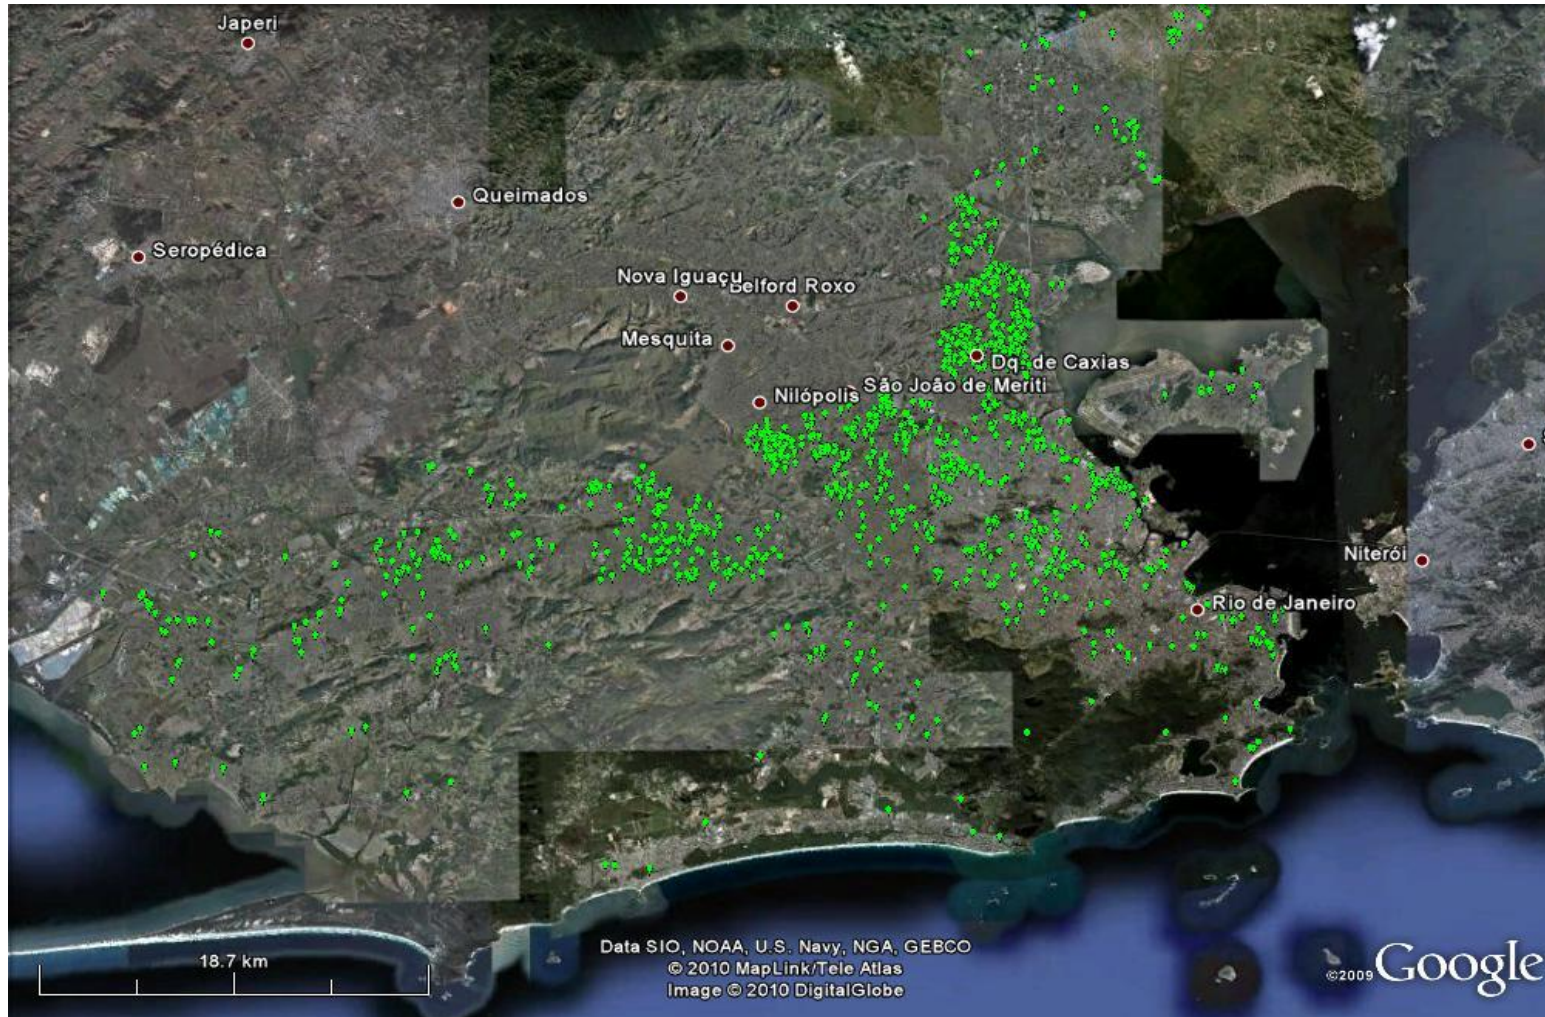 Japeri
Queimados
Seropédica
Nova Iguaçu
Belford Roxo
Mesquita
Dq. de Caxias
São João de Meriti
Nilópolis
Niterói
Rio de Janeiro
18.7 km
Data SIO, NOAA, U.S. Navy, NGA, GEBCO
© 2010 MapLink/Tele Atlas
Image © 2010 DigitalGlobe
©2009 Google